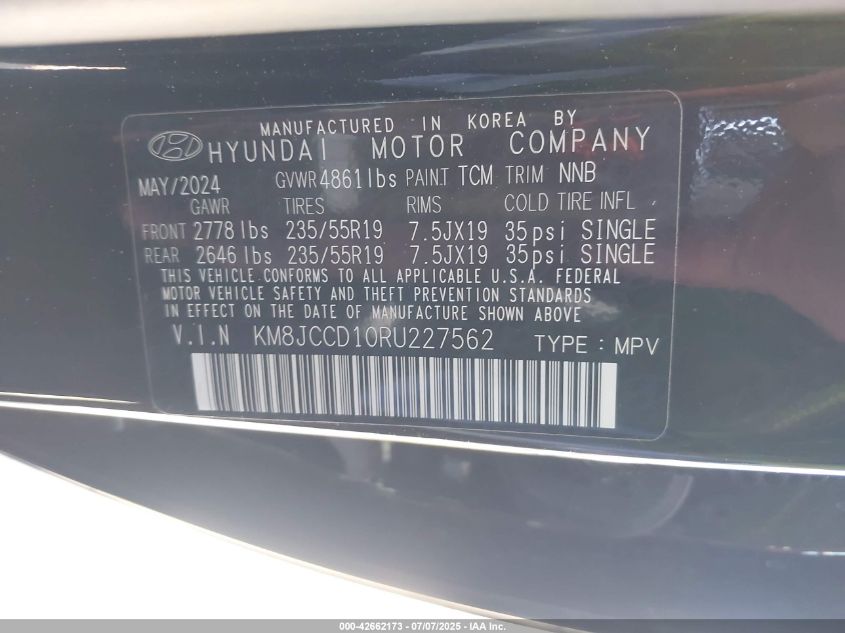 MANUFACTURED IN KOREA BY
HYUNDAI MOTOR COMPANY
MAY/2024 GVWR 4861 lbs PAINT TCM TRIM NNB
GAWR TIRES RIMS COLD TIRE INFL
FRONT 2778 lbs 235/55R19 7.5JX19 35psi SINGLE
REAR 2646 lbs 235/55R19 7.5JX19 35psi SINGLE
THIS VEHICLE CONFORMS TO ALL APPLICABLE U.S.A. FEDERAL
MOTOR VEHICLE SAFETY AND THEFT PREVENTION STANDARDS
IN EFFECT ON THE DATE OF MANUFACTURE SHOWN ABOVE
V.I.N KM8JCCD10RU227562 TYPE : MPV
000-42662173 - 07/07/2025 - IAA Inc.